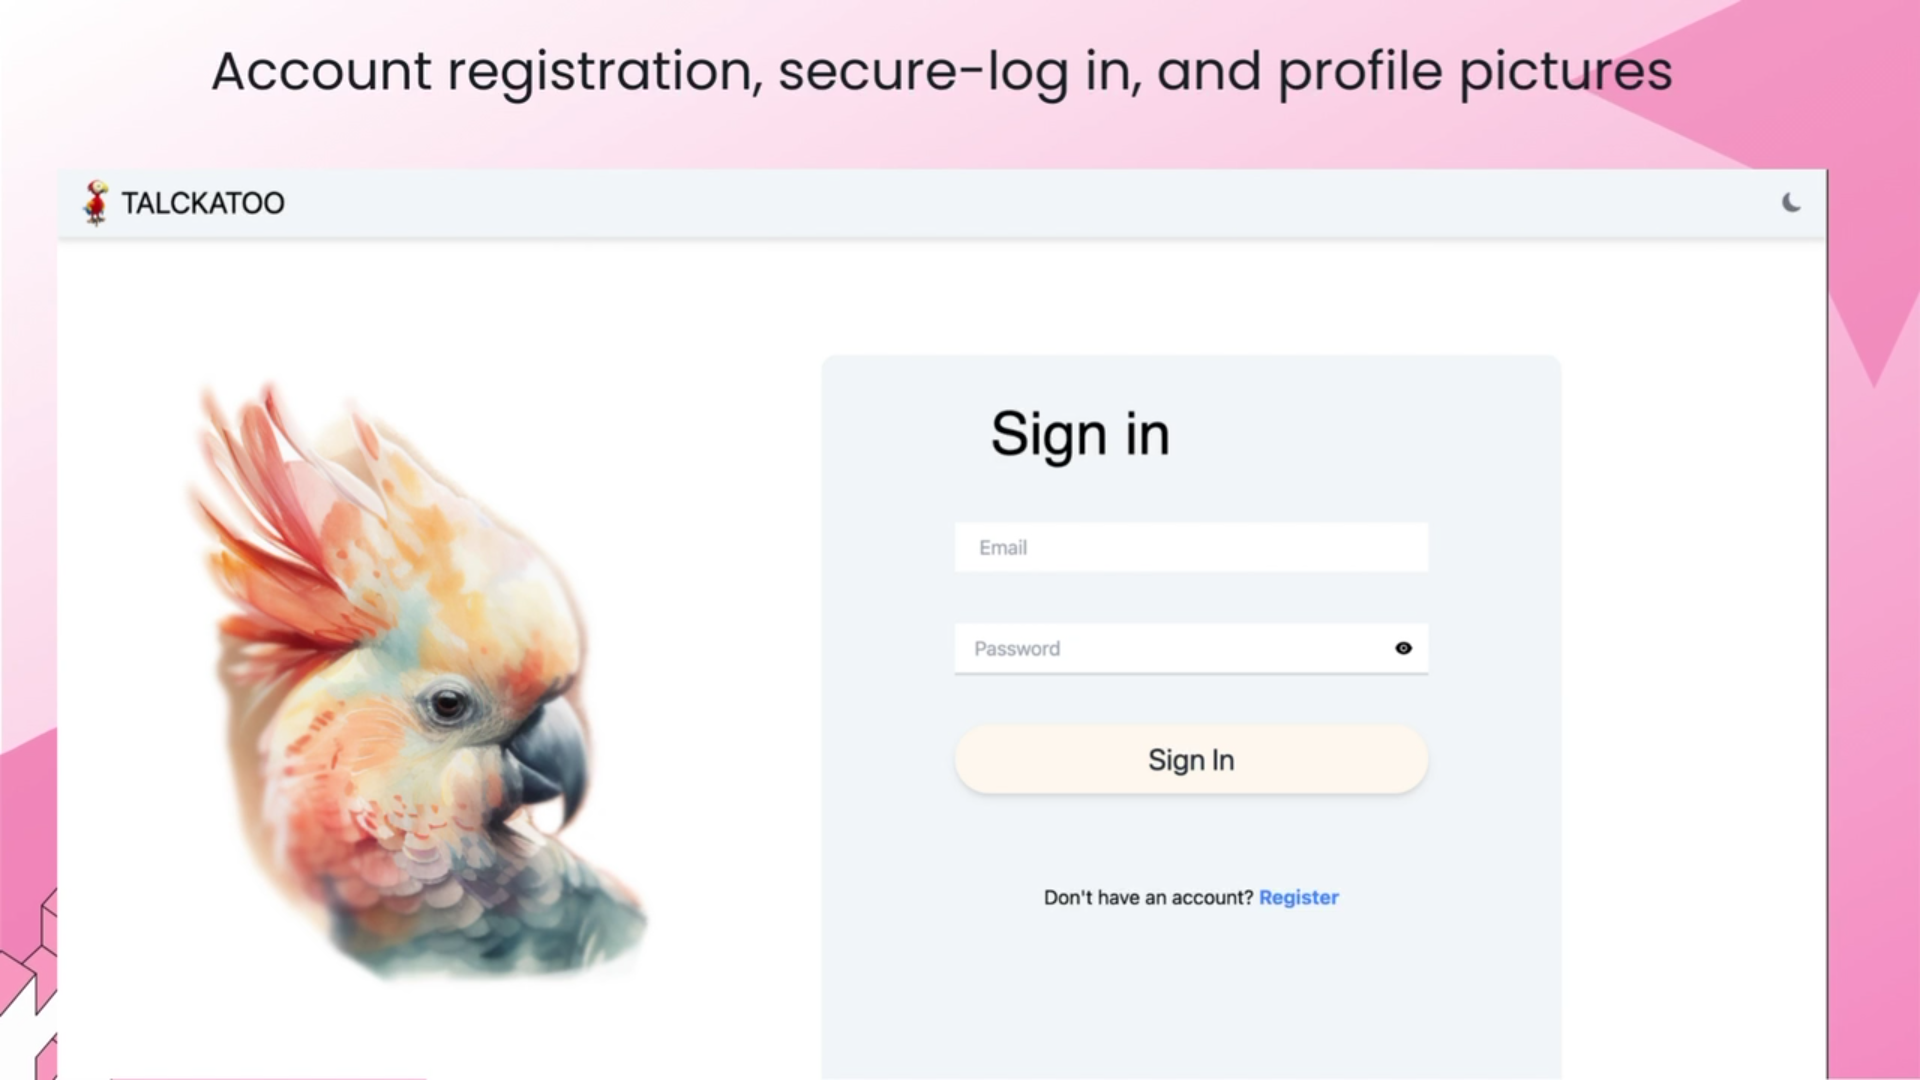 Account registration, secure-log in, and profile pictures
TALCKATOO
Sign in
Email
Password
Sign In
Don't have an account? Register